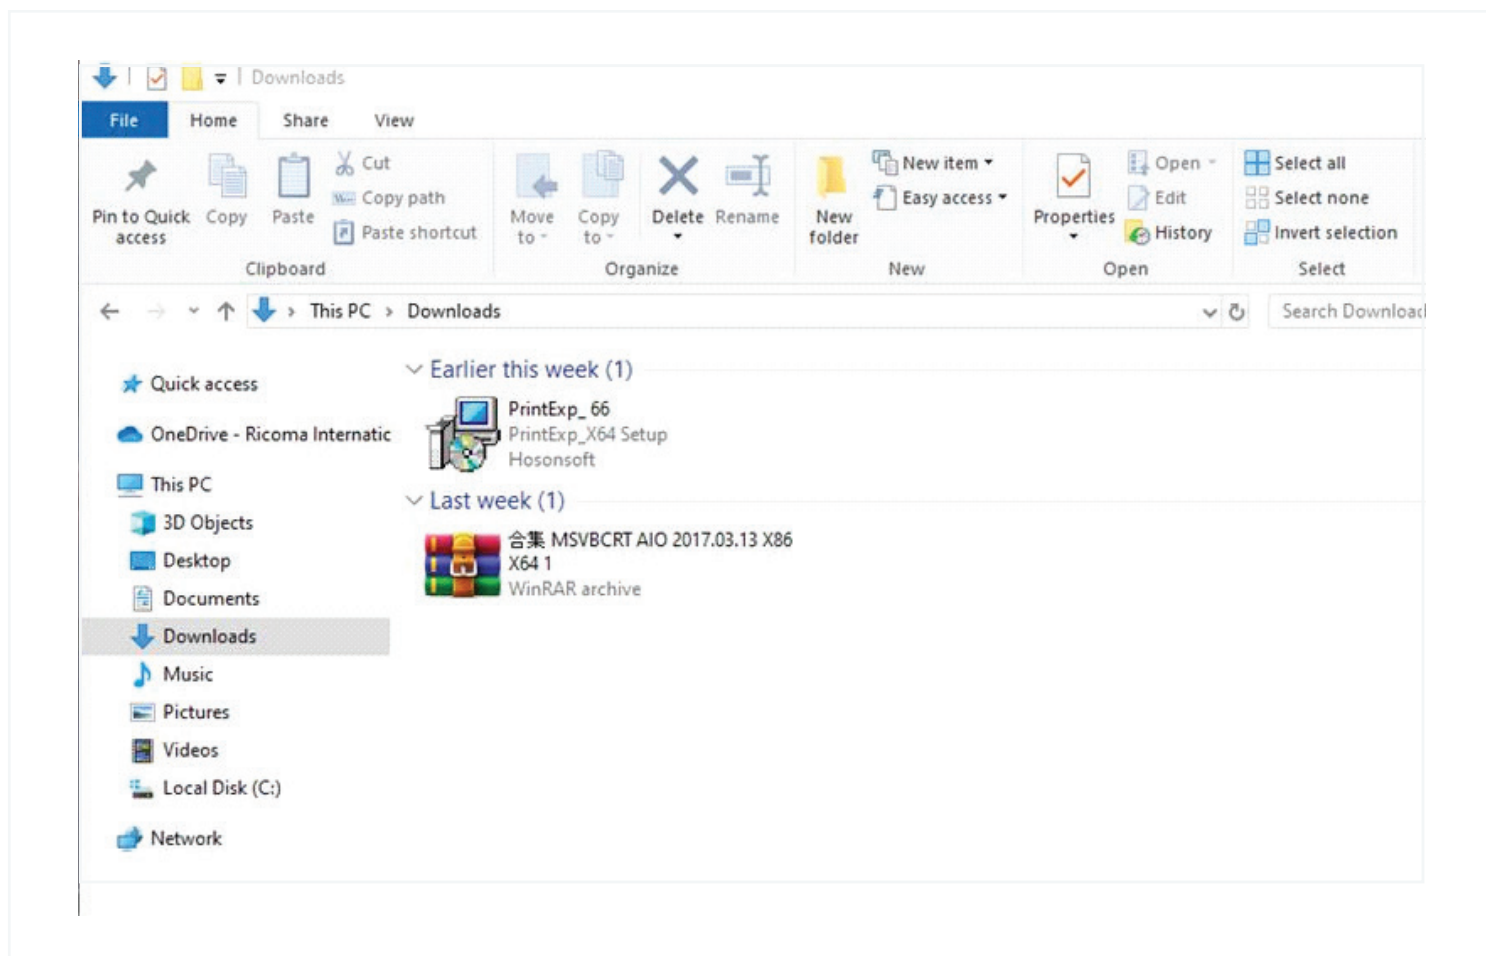 Downloads
File Home Share View
Pin to Quick access
Copy
Paste
Cut
Copy path
Paste shortcut
Clipboard
Move to
Copy to
Delete
Rename
Organize
New folder
New item
Easy access
New
Properties
Open
Edit
History
Open
Select all
Select none
Invert selection
Select
This PC > Downloads
Search Download
Quick access
OneDrive - Ricoma Internatic
This PC
3D Objects
Desktop
Documents
Downloads
Music
Pictures
Videos
Local Disk (C:)
Network
Earlier this week (1)
PrintExp_ 66
PrintExp_X64 Setup
Hosonsoft
Last week (1)
合集 MSVBCRT AIO 2017.03.13 X86
X64 1
WinRAR archive